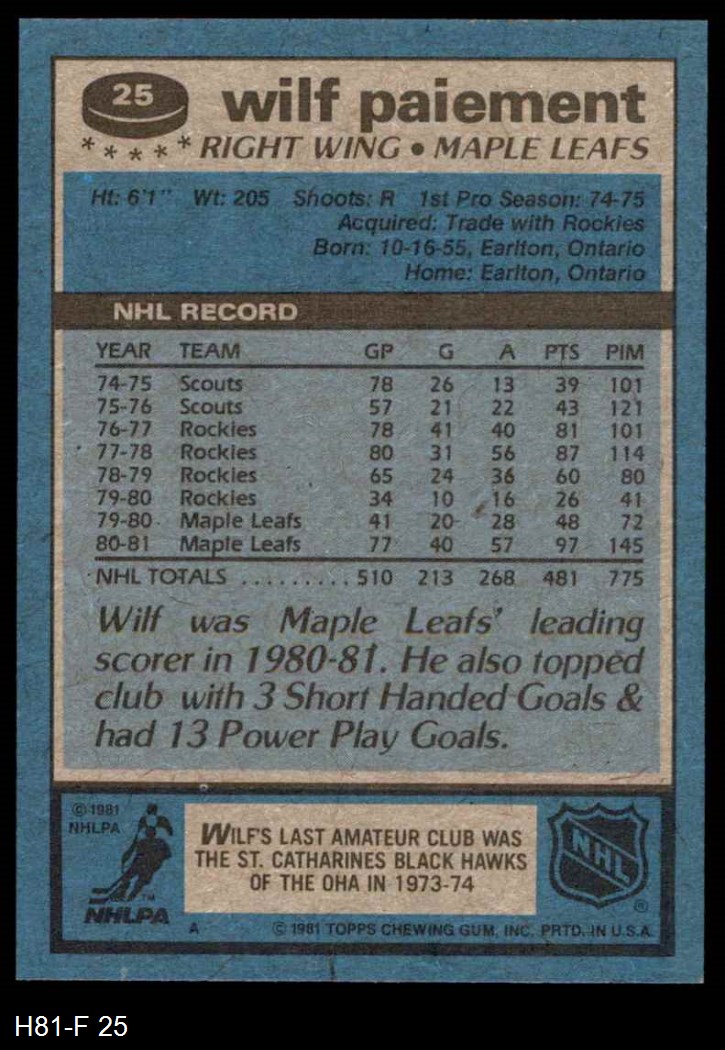 25
wilf paiement
***** RIGHT WING • MAPLE LEAFS
Ht: 6'1" Wt: 205 Shoots: R 1st Pro Season: 74-75
Acquired: Trade with Rockies
Born: 10-16-55, Earlton, Ontario
Home: Earlton, Ontario
NHL RECORD
YEAR TEAM GP G A PTS PIM
74-75 Scouts 78 26 13 39 101
75-76 Scouts 57 21 22 43 121
76-77 Rockies 78 41 40 81 101
77-78 Rockies 80 31 56 87 114
78-79 Rockies 65 24 36 60 80
79-80 Rockies 34 10 16 26 41
79-80 Maple Leafs 41 20 28 48 72
80-81 Maple Leafs 77 40 57 97 145
NHL TOTALS ......... 510 213 268 481 775
Wilf was Maple Leafs' leading
scorer in 1980-81. He also topped
club with 3 Short Handed Goals &
had 13 Power Play Goals.
© 1981
NHLPA
NHLPA
TM
WILF'S LAST AMATEUR CLUB WAS
THE ST. CATHARINES BLACK HAWKS
OF THE OHA IN 1973-74
NHL
®
A © 1981 TOPPS CHEWING GUM, INC. PRTD. IN U.S.A.
H81-F 25